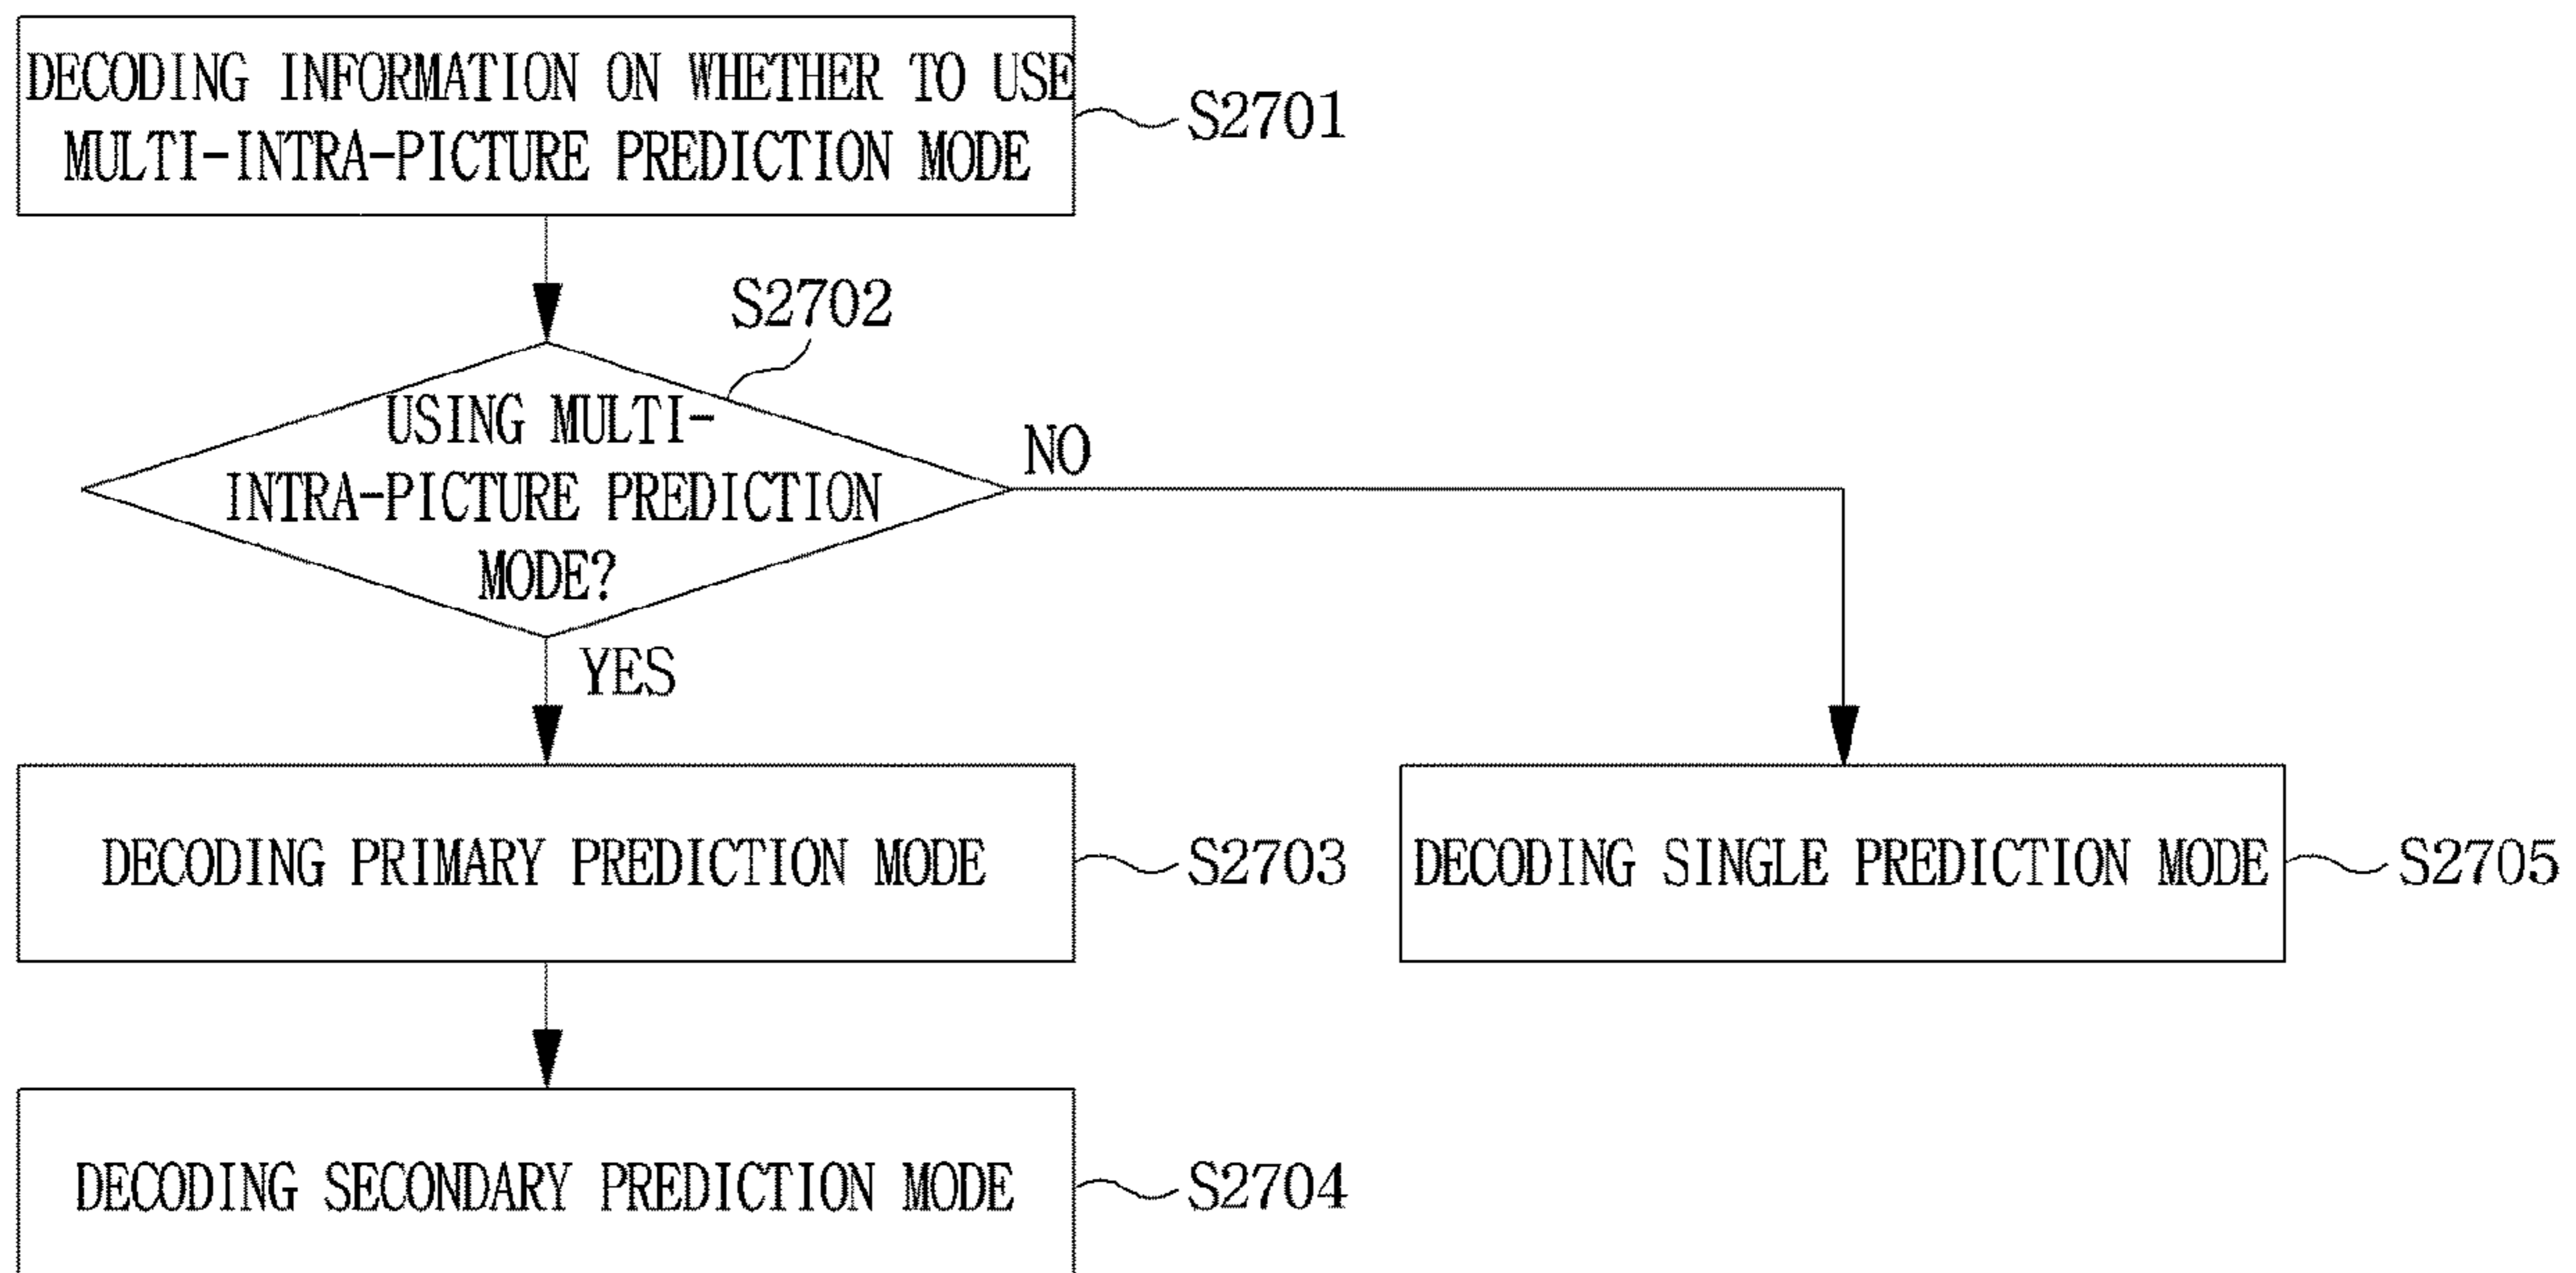 DECODING INFORMATION ON WHETHER TO USE
MULTI-INTRA-PICTURE PREDICTION MODE
S2701
S2702
USING MULTI-
INTRA-PICTURE PREDICTION
MODE?
NO
YES
DECODING PRIMARY PREDICTION MODE
S2703
DECODING SINGLE PREDICTION MODE
S2705
DECODING SECONDARY PREDICTION MODE
S2704